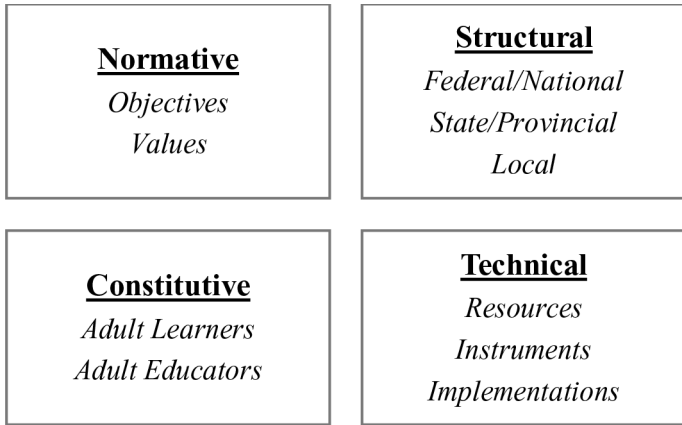 Normative
Objectives
Values
Structural
Federal/National
State/Provincial
Local
Constitutive
Adult Learners
Adult Educators
Technical
Resources
Instruments
Implementations